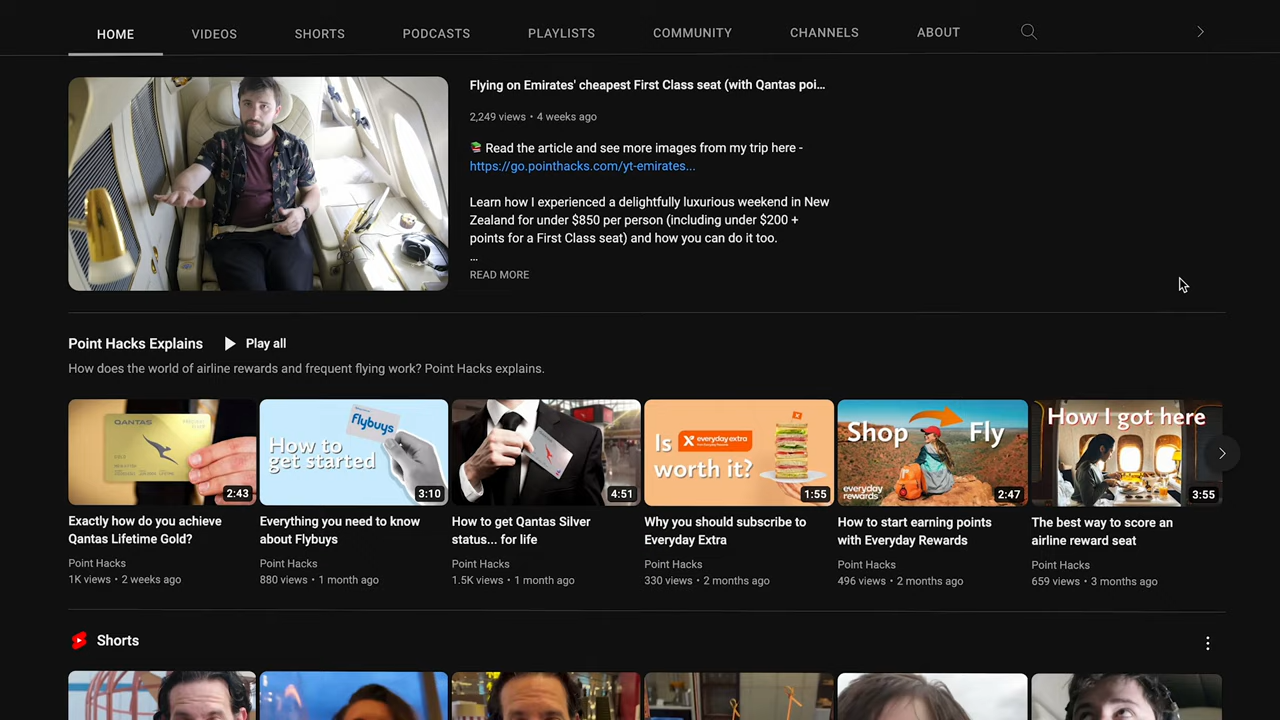 HOME VIDEOS SHORTS PODCASTS PLAYLISTS COMMUNITY CHANNELS ABOUT
Flying on Emirates' cheapest First Class seat (with Qantas poi...
2,249 views • 4 weeks ago
Read the article and see more images from my trip here -
https://go.pointhacks.com/yt-emirates...
Learn how I experienced a delightfully luxurious weekend in New
Zealand for under $850 per person (including under $200 +
points for a First Class seat) and how you can do it too.
...
READ MORE
Point Hacks Explains Play all
How does the world of airline rewards and frequent flying work? Point Hacks explains.
QANTAS
2:43
Exactly how do you achieve
Qantas Lifetime Gold?
Point Hacks
1K views • 2 weeks ago
Flybuys
How to
get started
3:10
Everything you need to know
about Flybuys
Point Hacks
880 views • 1 month ago
4:51
How to get Qantas Silver
status... for life
Point Hacks
1.5K views • 1 month ago
Is everyday extra
worth it?
1:55
Why you should subscribe to
Everyday Extra
Point Hacks
330 views • 2 months ago
Shop Fly
everyday
rewards
2:47
How to start earning points
with Everyday Rewards
Point Hacks
496 views • 2 months ago
How I got here
3:55
The best way to score an
airline reward seat
Point Hacks
659 views • 3 months ago
Shorts